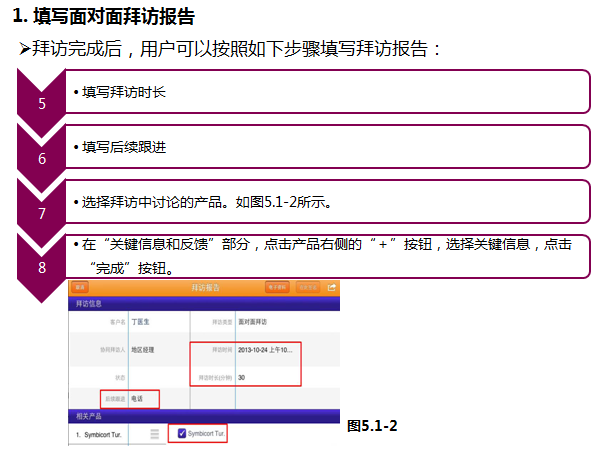 1. 填写面对面拜访报告
➢拜访完成后，用户可以按照如下步骤填写拜访报告：
5
• 填写拜访时长
6
• 填写后续跟进
7
• 选择拜访中讨论的产品。如图5.1-2所示。
8
• 在“关键信息和反馈”部分，点击产品右侧的“＋”按钮，选择关键信息，点击
“完成”按钮。
拜访报告
拜访信息
客户名 丁医生 拜访类型 面对面拜访
协同拜访人 地区经理 拜访时间 2013-10-24 上午10...
状态 拜访时长(分钟) 30
后续跟进 电话
相关产品
1. Symbicort Tur. Symbicort Tur.
图5.1-2